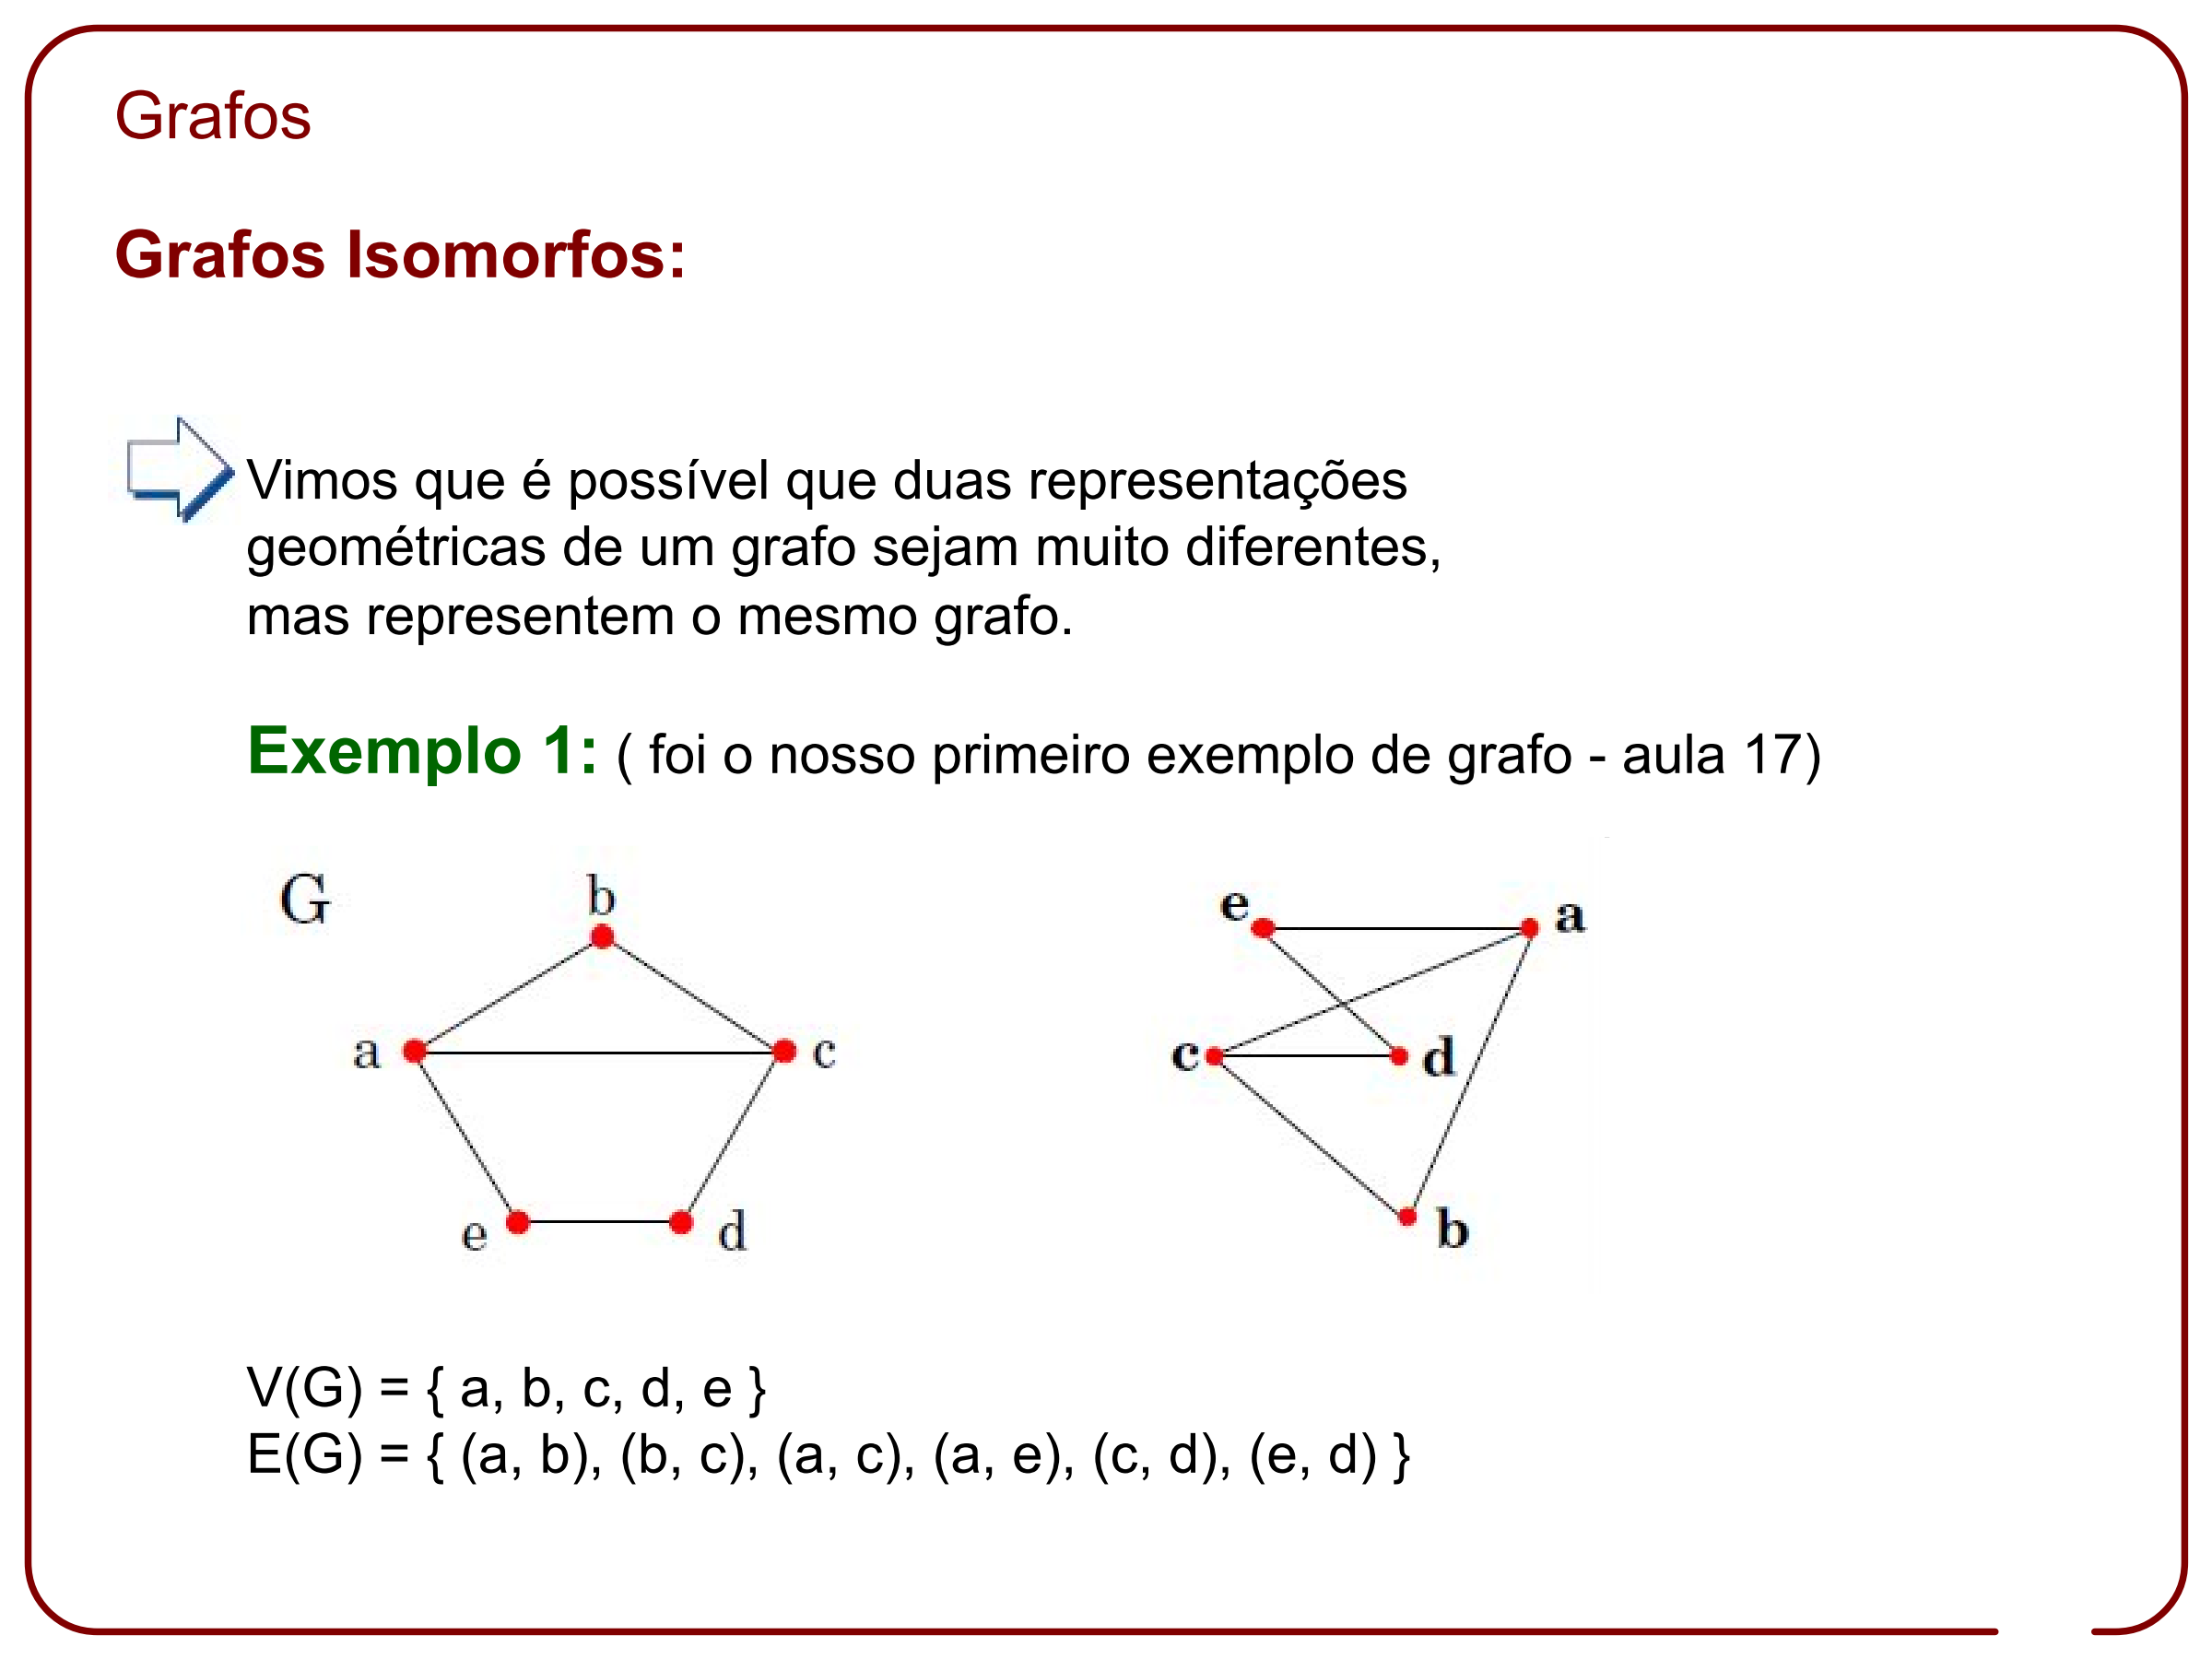 Grafos
Grafos Isomorfos:
Vimos que é possível que duas representações
geométricas de um grafo sejam muito diferentes,
mas representem o mesmo grafo.
Exemplo 1: ( foi o nosso primeiro exemplo de grafo - aula 17)
G
b
a
c
e
d
e
a
c
d
b
V(G) = { a, b, c, d, e }
E(G) = { (a, b), (b, c), (a, c), (a, e), (c, d), (e, d) }